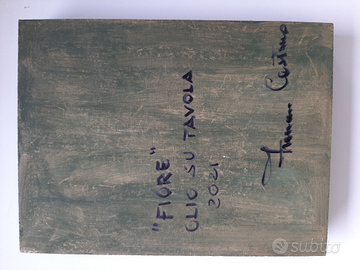 "FIORE"
OLIO SU TAVOLA
2021
subito